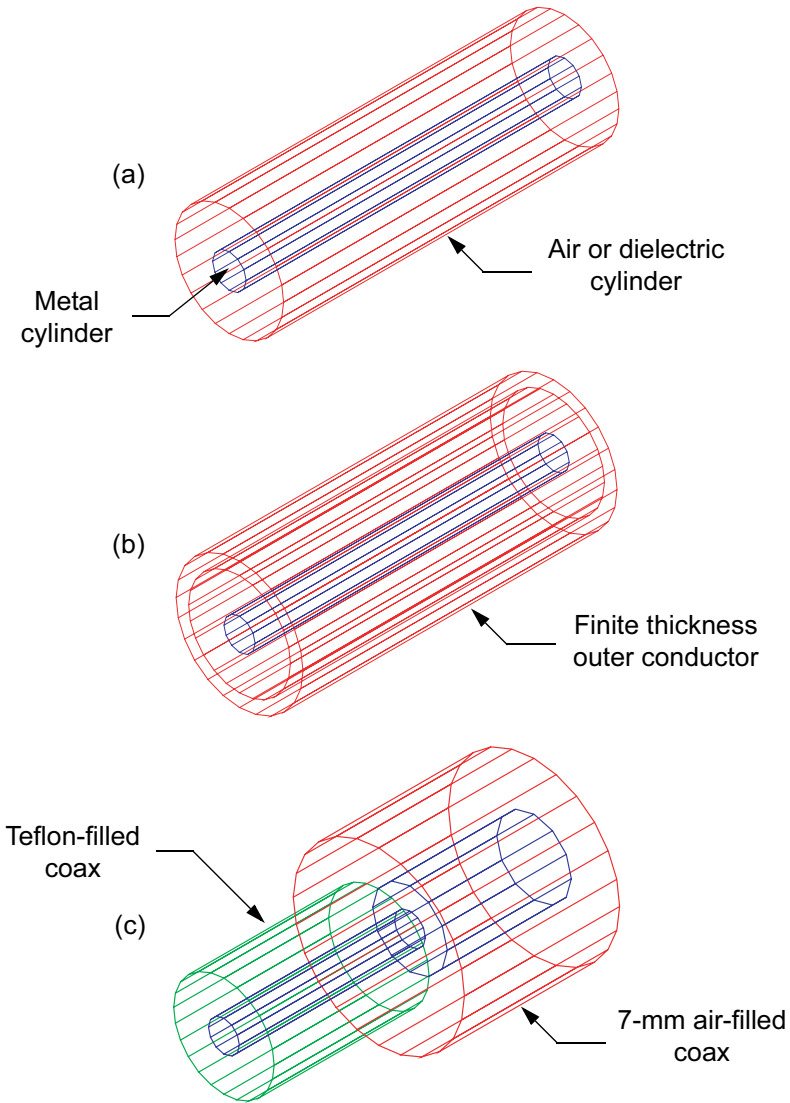 (a)
Air or dielectric
cylinder
Metal
cylinder
(b)
Finite thickness
outer conductor
Teflon-filled
coax
(c)
7-mm air-filled
coax